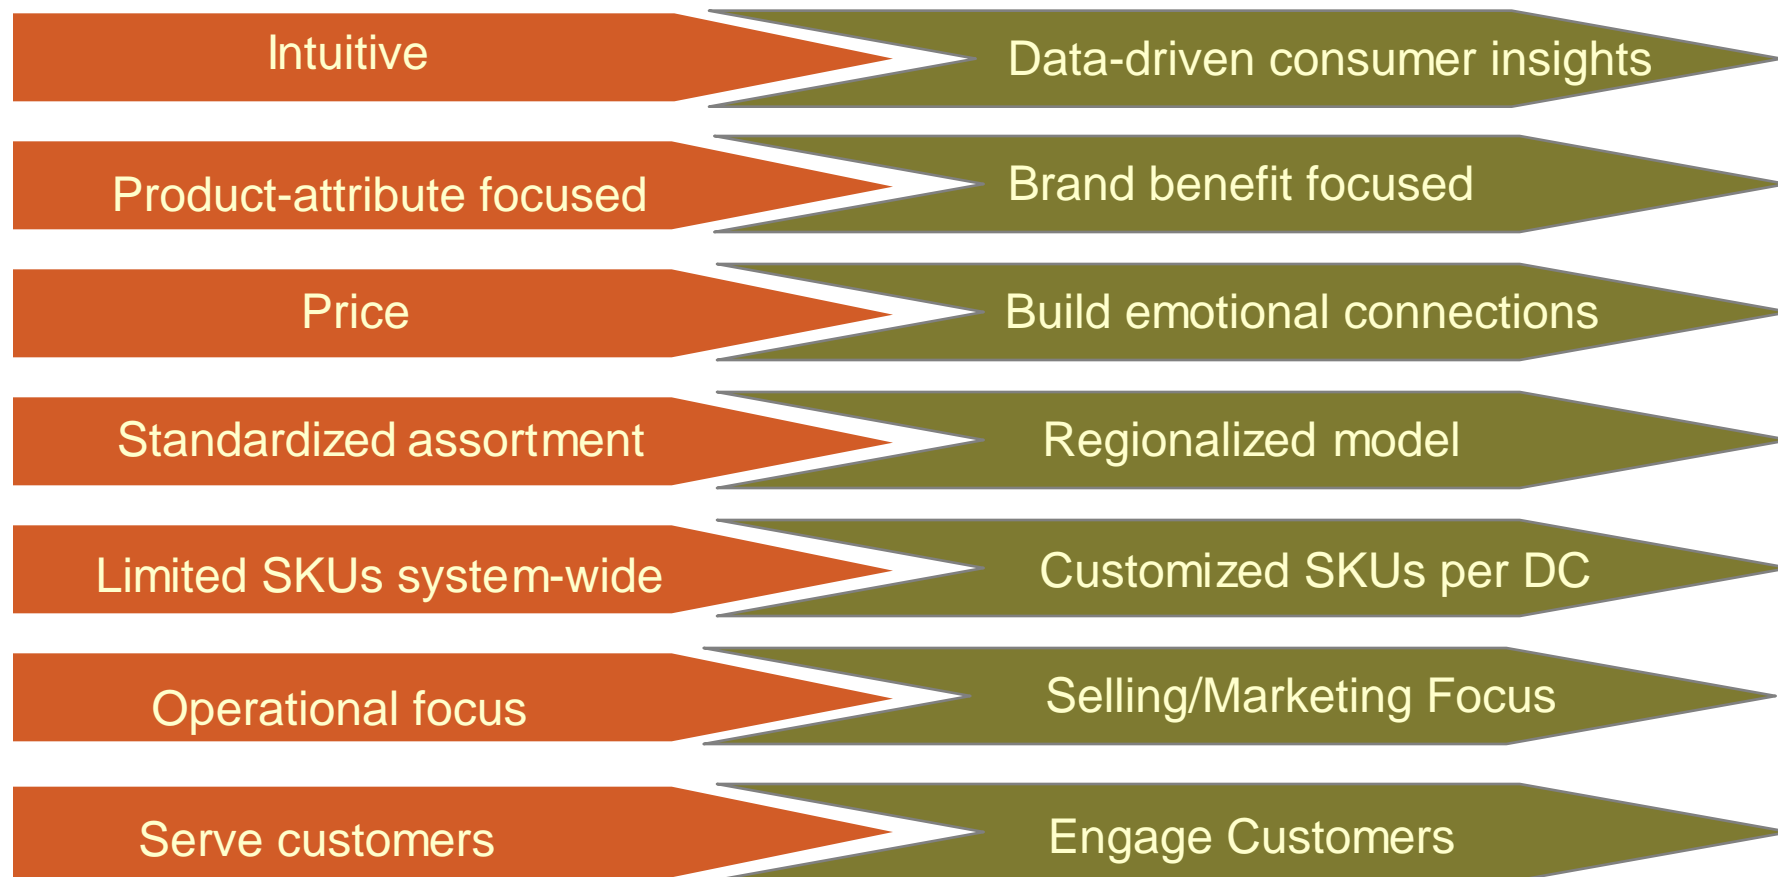 Intuitive
Data-driven consumer insights
Product-attribute focused
Brand benefit focused
Price
Build emotional connections
Standardized assortment
Regionalized model
Limited SKUs system-wide
Customized SKUs per DC
Operational focus
Selling/Marketing Focus
Serve customers
Engage Customers